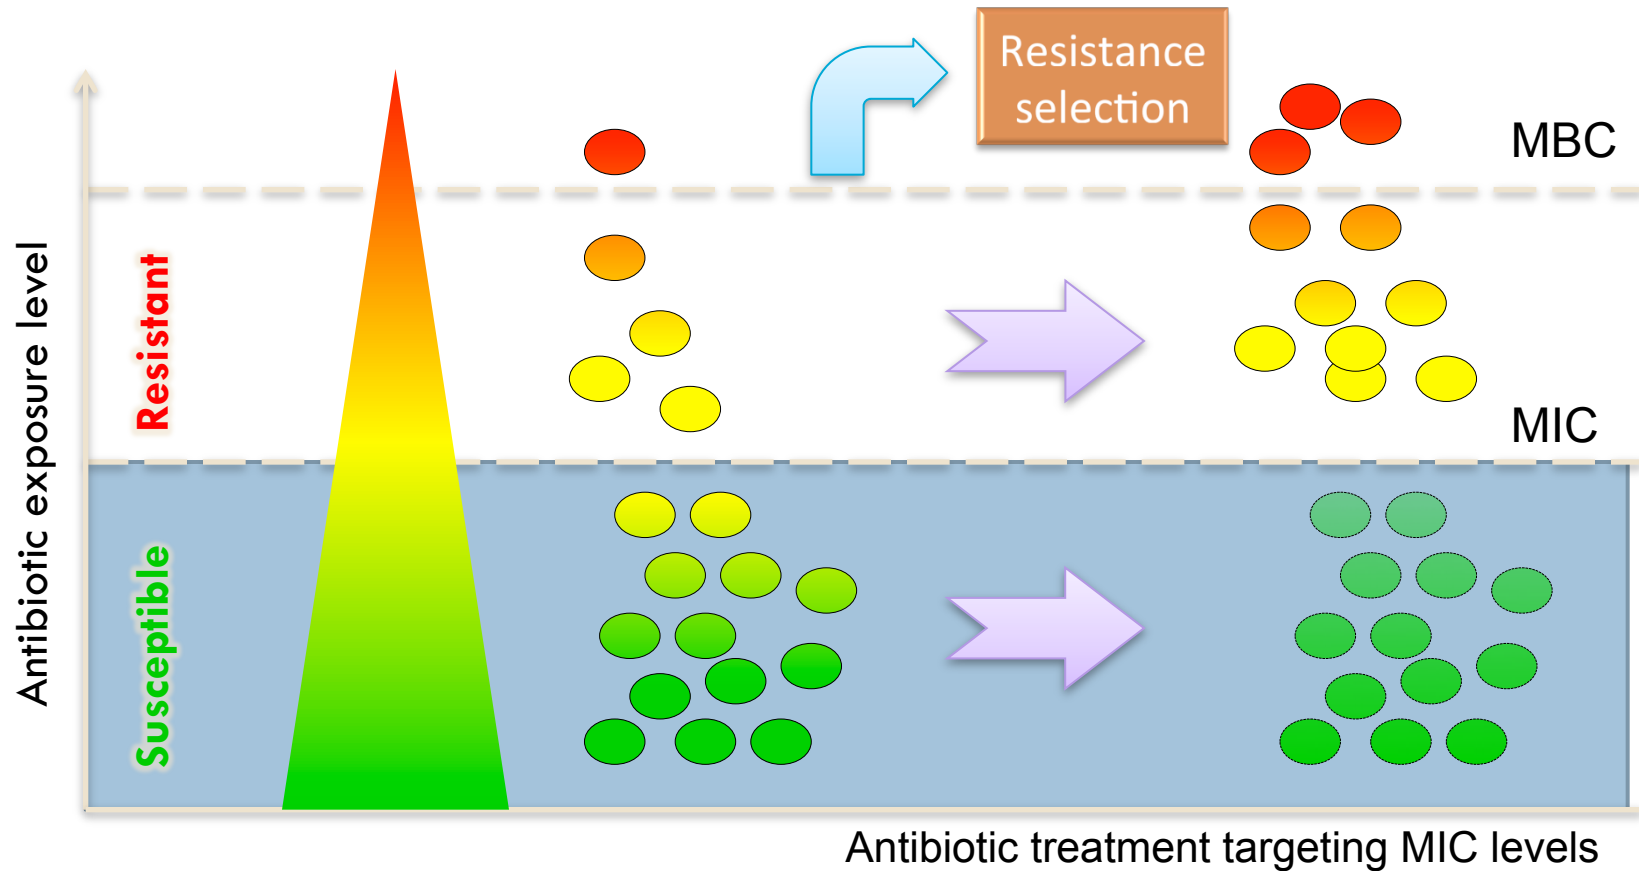 Resistance
selection
MBC
Antibiotic exposure level
Resistant
MIC
Susceptible
Antibiotic treatment targeting MIC levels